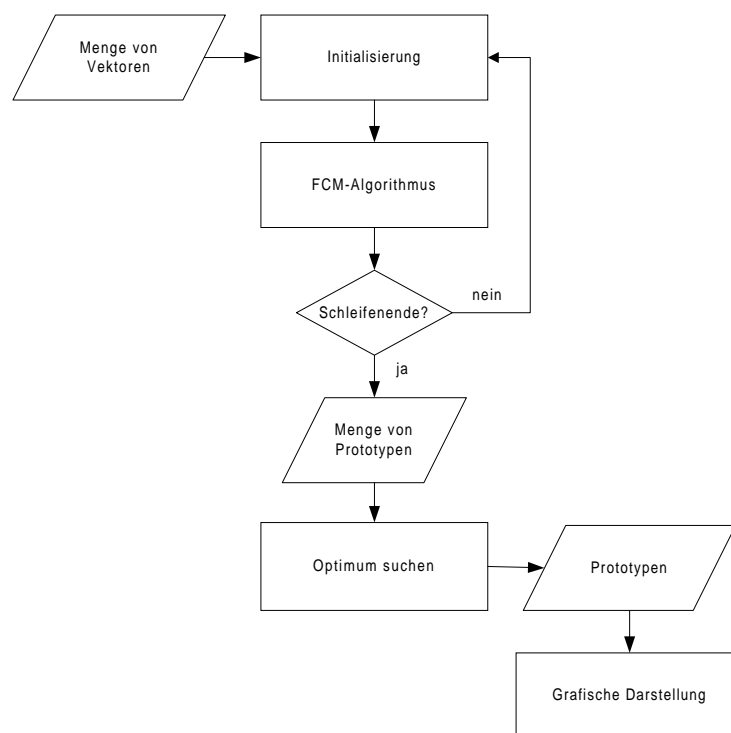 Menge von
Vektoren
Initialisierung
FCM-Algorithmus
Schleifenende?
nein
ja
Menge von
Prototypen
Optimum suchen
Prototypen
Grafische Darstellung